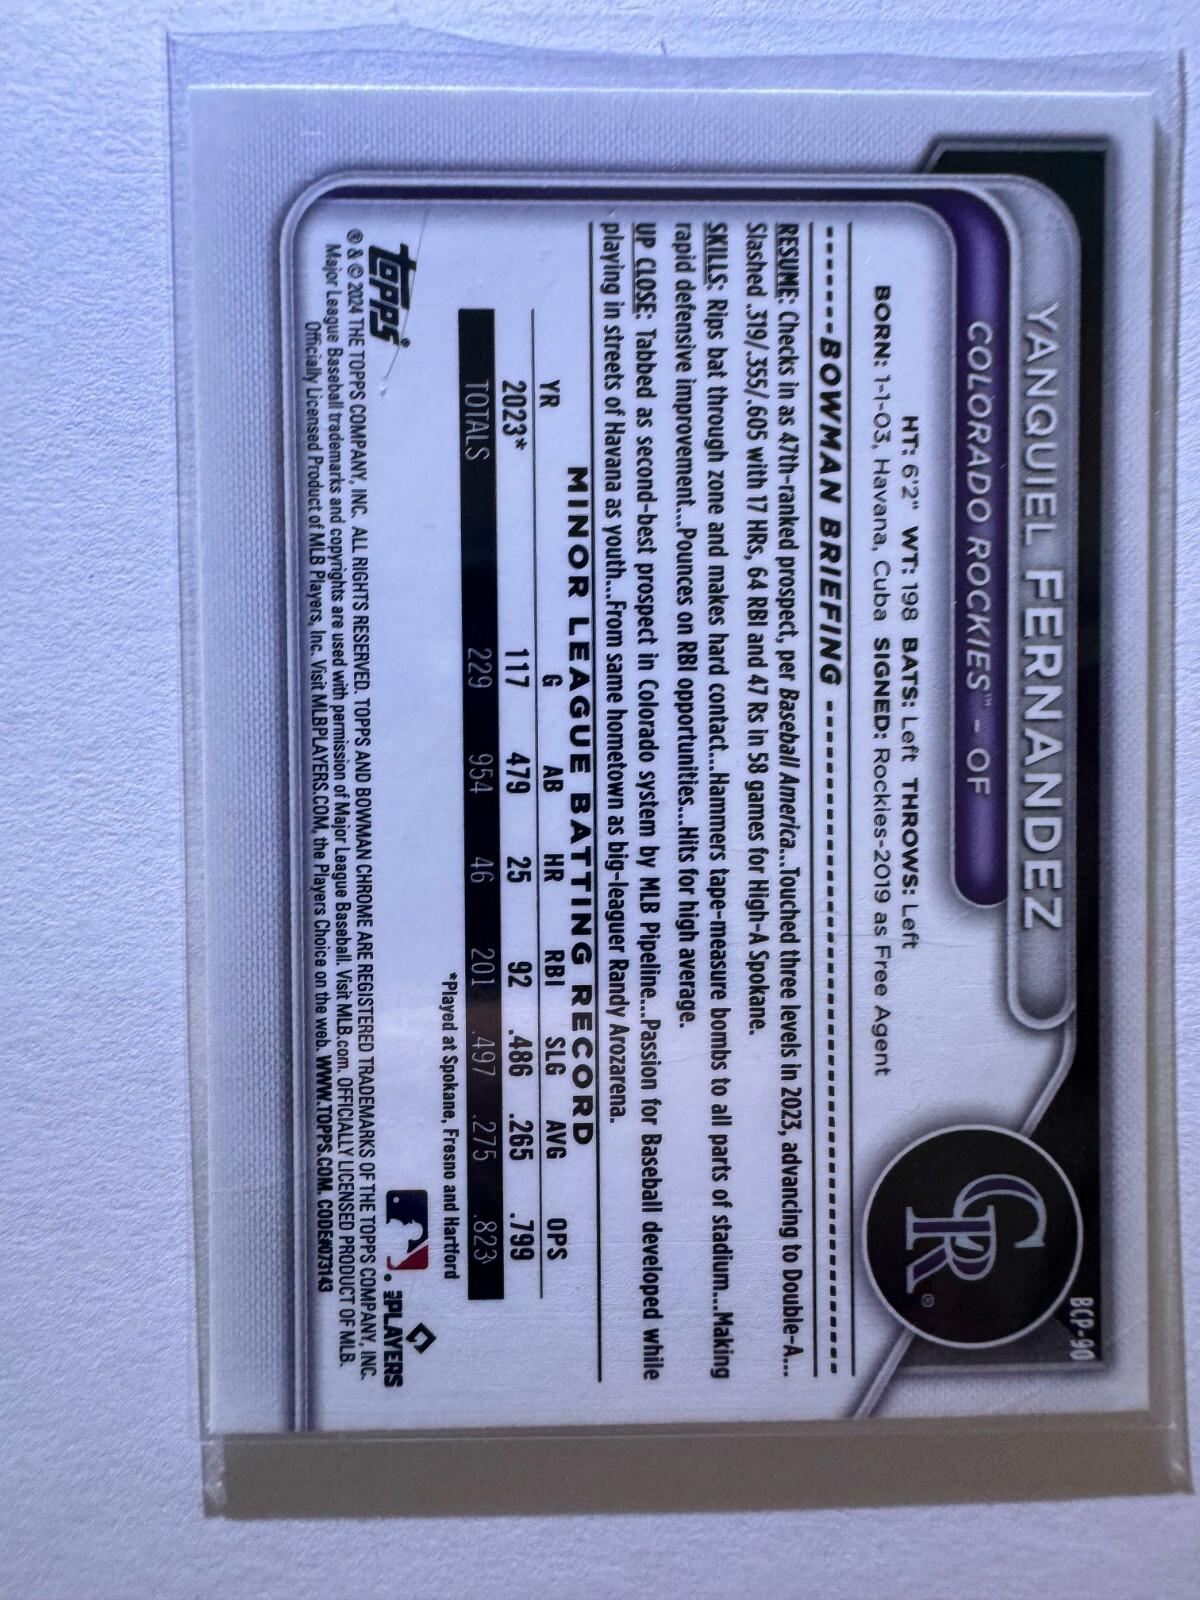 BCP-90
YANQUIEL FERNANDEZ
COLORADO ROCKIES™ - OF
CR®
HT: 6'2" WT: 198 BATS: Left THROWS: Left
BORN: 1-1-03, Havana, Cuba SIGNED: Rockies-2019 as Free Agent
BOWMAN BRIEFING
RESUME: Checks in as 47th-ranked prospect, per Baseball America...Touched three levels in 2023, advancing to Double-A...
Slashed .319/.355/.605 with 17 HRs, 64 RBI and 47 Rs in 58 games for High-A Spokane.
SKILLS: Rips bat through zone and makes hard contact...Hammers tape-measure bombs to all parts of stadium...Making
rapid defensive improvement...Pounces on RBI opportunities...Hits for high average.
UP CLOSE: Tabbed as second-best prospect in Colorado system by MLB Pipeline...Passion for Baseball developed while
playing in streets of Havana as youth...From same hometown as big-leaguer Randy Arozarena.
MINOR LEAGUE BATTING RECORD
YR G AB HR RBI SLG AVG OPS
2023* 117 479 25 92 .486 .265 .799
TOTALS 229 954 46 201 .497 .275 .823
*Played at Spokane, Fresno and Hartford
topps®
MLB PLAYERS
® & © 2024 THE TOPPS COMPANY, INC. ALL RIGHTS RESERVED. TOPPS AND BOWMAN CHROME ARE REGISTERED TRADEMARKS OF THE TOPPS COMPANY, INC.
Major League Baseball trademarks and copyrights are used with permission of Major League Baseball. Visit MLB.com. OFFICIALLY LICENSED PRODUCT OF MLB
Officially Licensed Product of MLB Players, Inc. Visit MLBPLAYERS.COM, the Players Choice on the web. WWW.TOPPS.COM. CODE#073143